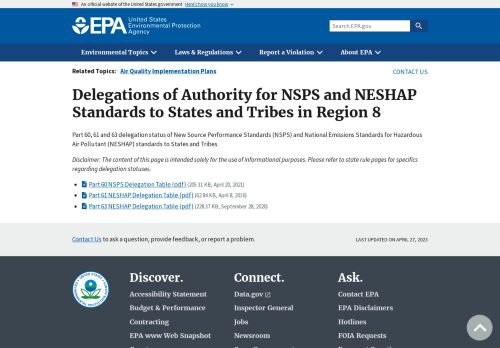 An official website of the United States government Here's how you know
EPA United States
Environmental Protection
Agency
Search EPA.gov
Environmental Topics
Laws & Regulations
Report a Violation
About EPA
Related Topics: Air Quality Implementation Plans
CONTACT US
Delegations of Authority for NSPS and NESHAP
Standards to States and Tribes in Region 8
Part 60, 61 and 63 delegation status of New Source Performance Standards (NSPS) and National Emissions Standards for Hazardous
Air Pollutant (NESHAP) standards to States and Tribes.
Disclaimer: The content of this page is intended solely for the use of informational purposes. Please refer to state rule pages for specifics
regarding delegation statuses.
Part 60 NSPS Delegation Table (pdf) (205.11 KB, April 20, 2021)
Part 61 NESHAP Delegation Table (pdf) (62.84 KB, April 8, 2016)
Part 63 NESHAP Delegation Table (pdf) (228.37 KB, September 28, 2020)
Contact Us to ask a question, provide feedback, or report a problem.
LAST UPDATED ON APRIL 27, 2023
Discover.
Connect.
Ask.
Accessibility Statement
Data.gov
Contact EPA
Budget & Performance
Inspector General
EPA Disclaimers
Contracting
Jobs
Hotlines
EPA www Web Snapshot
Newsroom
FOIA Requests